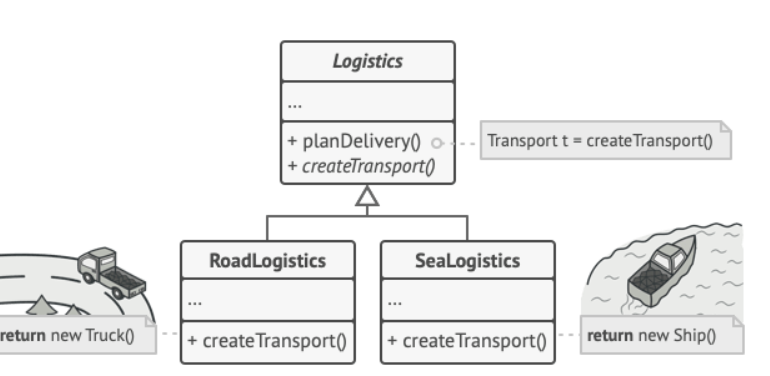 Logistics
...
+ planDelivery()
Transport t = createTransport()
+ createTransport()
RoadLogistics
SeaLogistics
...
...
return new Truck()
+ createTransport()
+ createTransport()
return new Ship()